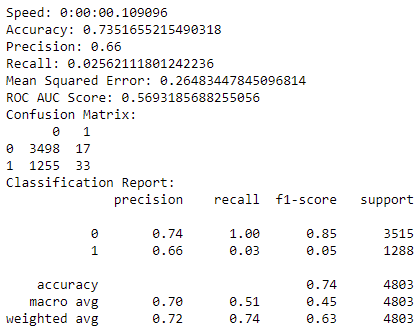 Speed: 0:00:00.109096
Accuracy: 0.7351655215490318
Precision: 0.66
Recall: 0.02562111801242236
Mean Squared Error: 0.26483447845096814
ROC AUC Score: 0.5693185688255056
Confusion Matrix:
0 1
0 3498 17
1 1255 33
Classification Report:
precision recall f1-score support
0 0.74 1.00 0.85 3515
1 0.66 0.03 0.05 1288
accuracy 0.74 4803
macro avg 0.70 0.51 0.45 4803
weighted avg 0.72 0.74 0.63 4803